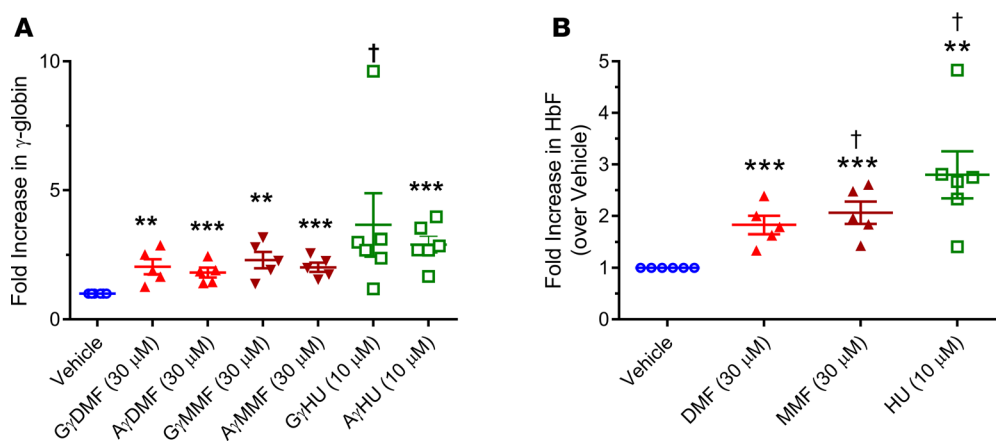 A
Fold Increase in γ-globin
10
5
0
**
***
**
***
†
***
Vehicle
GγDMF (30 μM)
AγDMF (30 μM)
GγMMF (30 μM)
AγMMF (30 μM)
GγHU (10 μM)
AγHU (10 μM)
B
Fold Increase in HbF
(over Vehicle)
5
4
3
2
1
0
***
†
***
†
**
Vehicle
DMF (30 μM)
MMF (30 μM)
HU (10 μM)